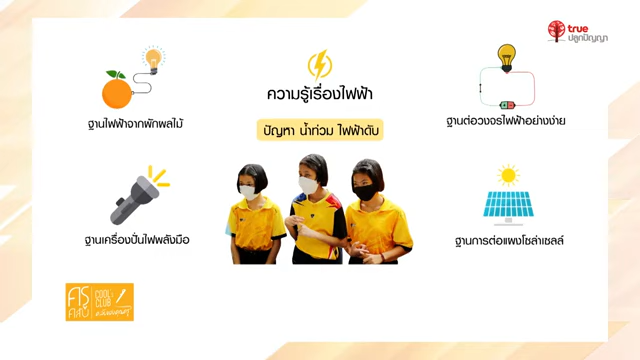 true
ปลูกปัญญา
ความรู้เรื่องไฟฟ้า
ปัญหา น้ำท่วม ไฟฟ้าดับ
ฐานไฟฟ้าจากพักผลไม้
ฐานต่อวงจรไฟฟ้าอย่างง่าย
ฐานเครื่องปั่นไฟพลังมือ
ฐานการต่อแผงโซล่าเซลล์
COOL
CLUB